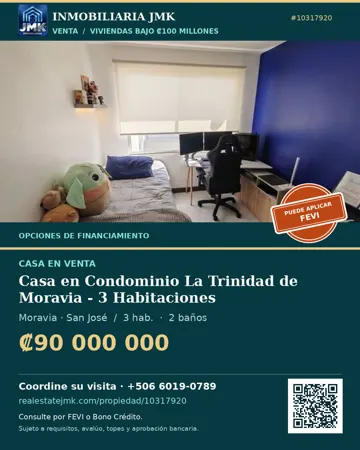 JMK
INMOBILIARIA JMK
#10317920
VENTA / VIVIENDAS BAJO ₡100 MILLONES
PUEDE APLICAR
FEVI
OPCIONES DE FINANCIAMIENTO
CASA EN VENTA
Casa en Condominio La Trinidad de
Moravia - 3 Habitaciones
Moravia · San José / 3 hab. · 2 baños
₡90 000 000
Coordine su visita · +506 6019-0789
realestatejmk.com/propiedad/10317920
Consulte por FEVI o Bono Crédito.
Sujeto a requisitos, avalúo, topes y aprobación bancaria.